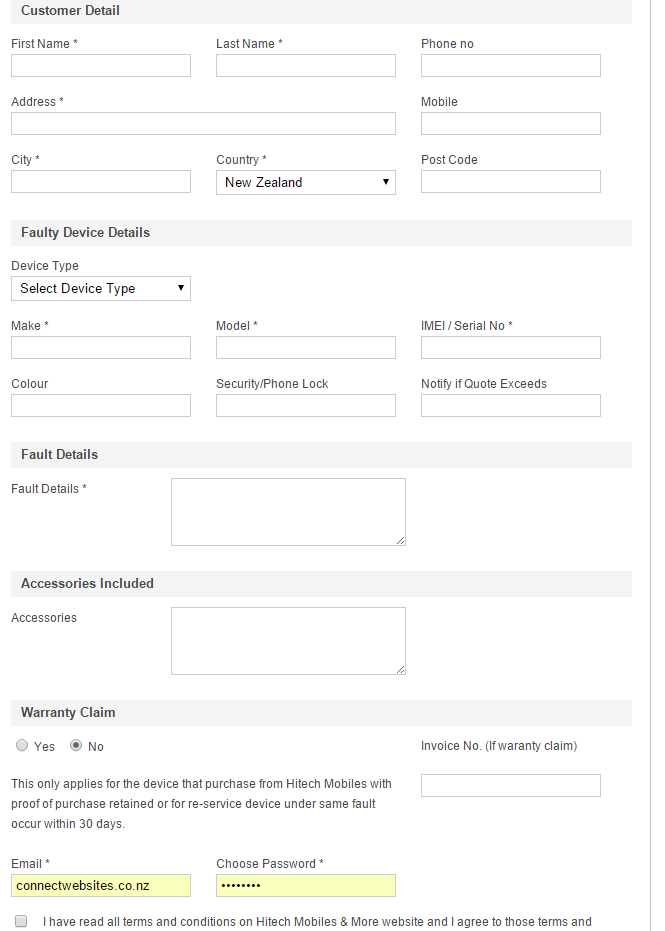 Customer Detail
First Name * Last Name * Phone no
Address * Mobile
City * Country * Post Code
New Zealand
Faulty Device Details
Device Type
Select Device Type
Make * Model * IMEI / Serial No *
Colour Security/Phone Lock Notify if Quote Exceeds
Fault Details
Fault Details *
Accessories Included
Accessories
Warranty Claim
Yes No Invoice No. (If waranty claim)
This only applies for the device that purchase from Hitech Mobiles with
proof of purchase retained or for re-service device under same fault
occur within 30 days.
Email * Choose Password *
connectwebsites.co.nz ••••••••
I have read all terms and conditions on Hitech Mobiles & More website and I agree to those terms and